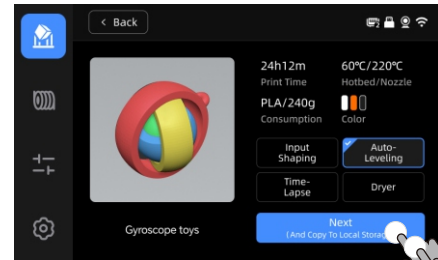 < Back
24h12m
60℃/220℃
Print Time
Hotbed/Nozzle
PLA/240g
Consumption
Color
Input
Shaping
Auto-
Leveling
Time-
Lapse
Dryer
Gyroscope toys
Next
(And Copy To Local Storage